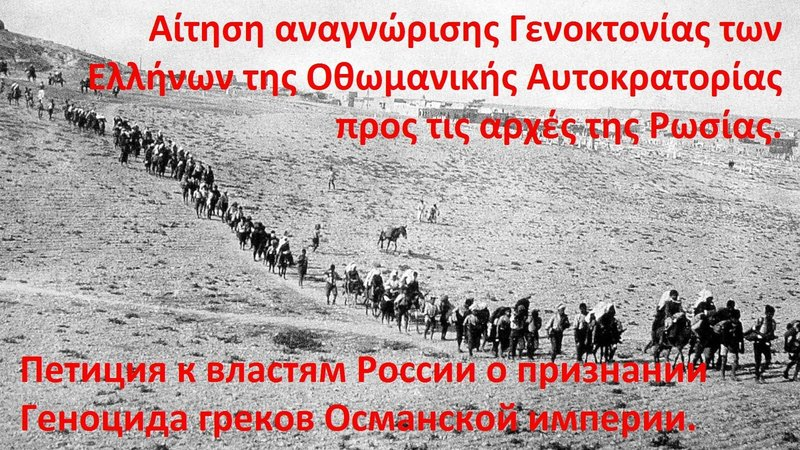 Αίτηση αναγνώρισης Γενοκτονίας των
Ελλήνων της Οθωμανικής Αυτοκρατορίας
προς τις αρχές της Ρωσίας.
Петиция к властям России о признании
Геноцида греков Османской империи.